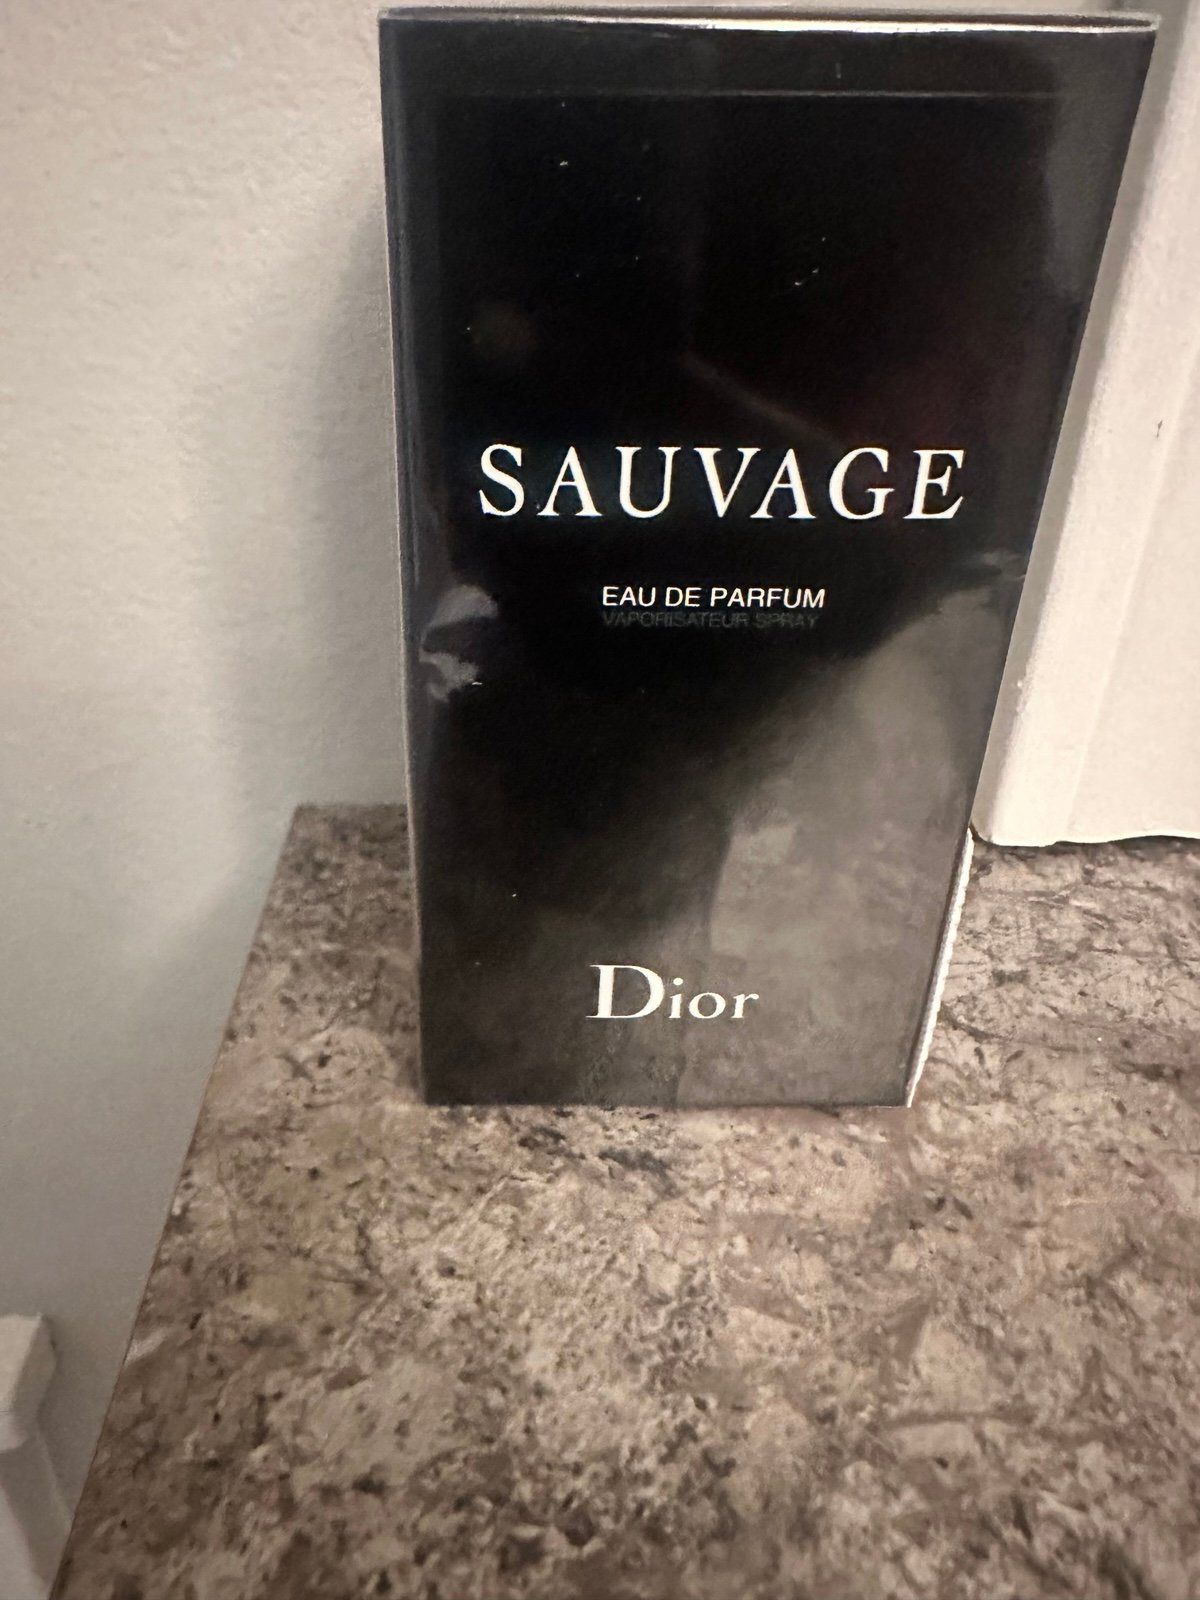 SAUVAGE
EAU DE PARFUM
VAPORISATEUR SPRAY
Dior